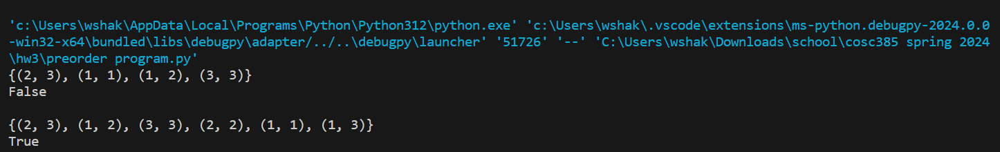 'c:\Users\wshak\AppData\Local\Programs\Python\Python312\python.exe' 'c:\Users\wshak\.vscode\extensions\ms-python.debugpy-2024.0.0
-win32-x64\bundled\libs\debugpy\adapter/../..\debugpy\launcher' '51726' '--' 'C:\Users\wshak\Downloads\school\cosc385 spring 2024
\hw3\preorder program.py'
{(2, 3), (1, 1), (1, 2), (3, 3)}
False
{(2, 3), (1, 2), (3, 3), (2, 2), (1, 1), (1, 3)}
True